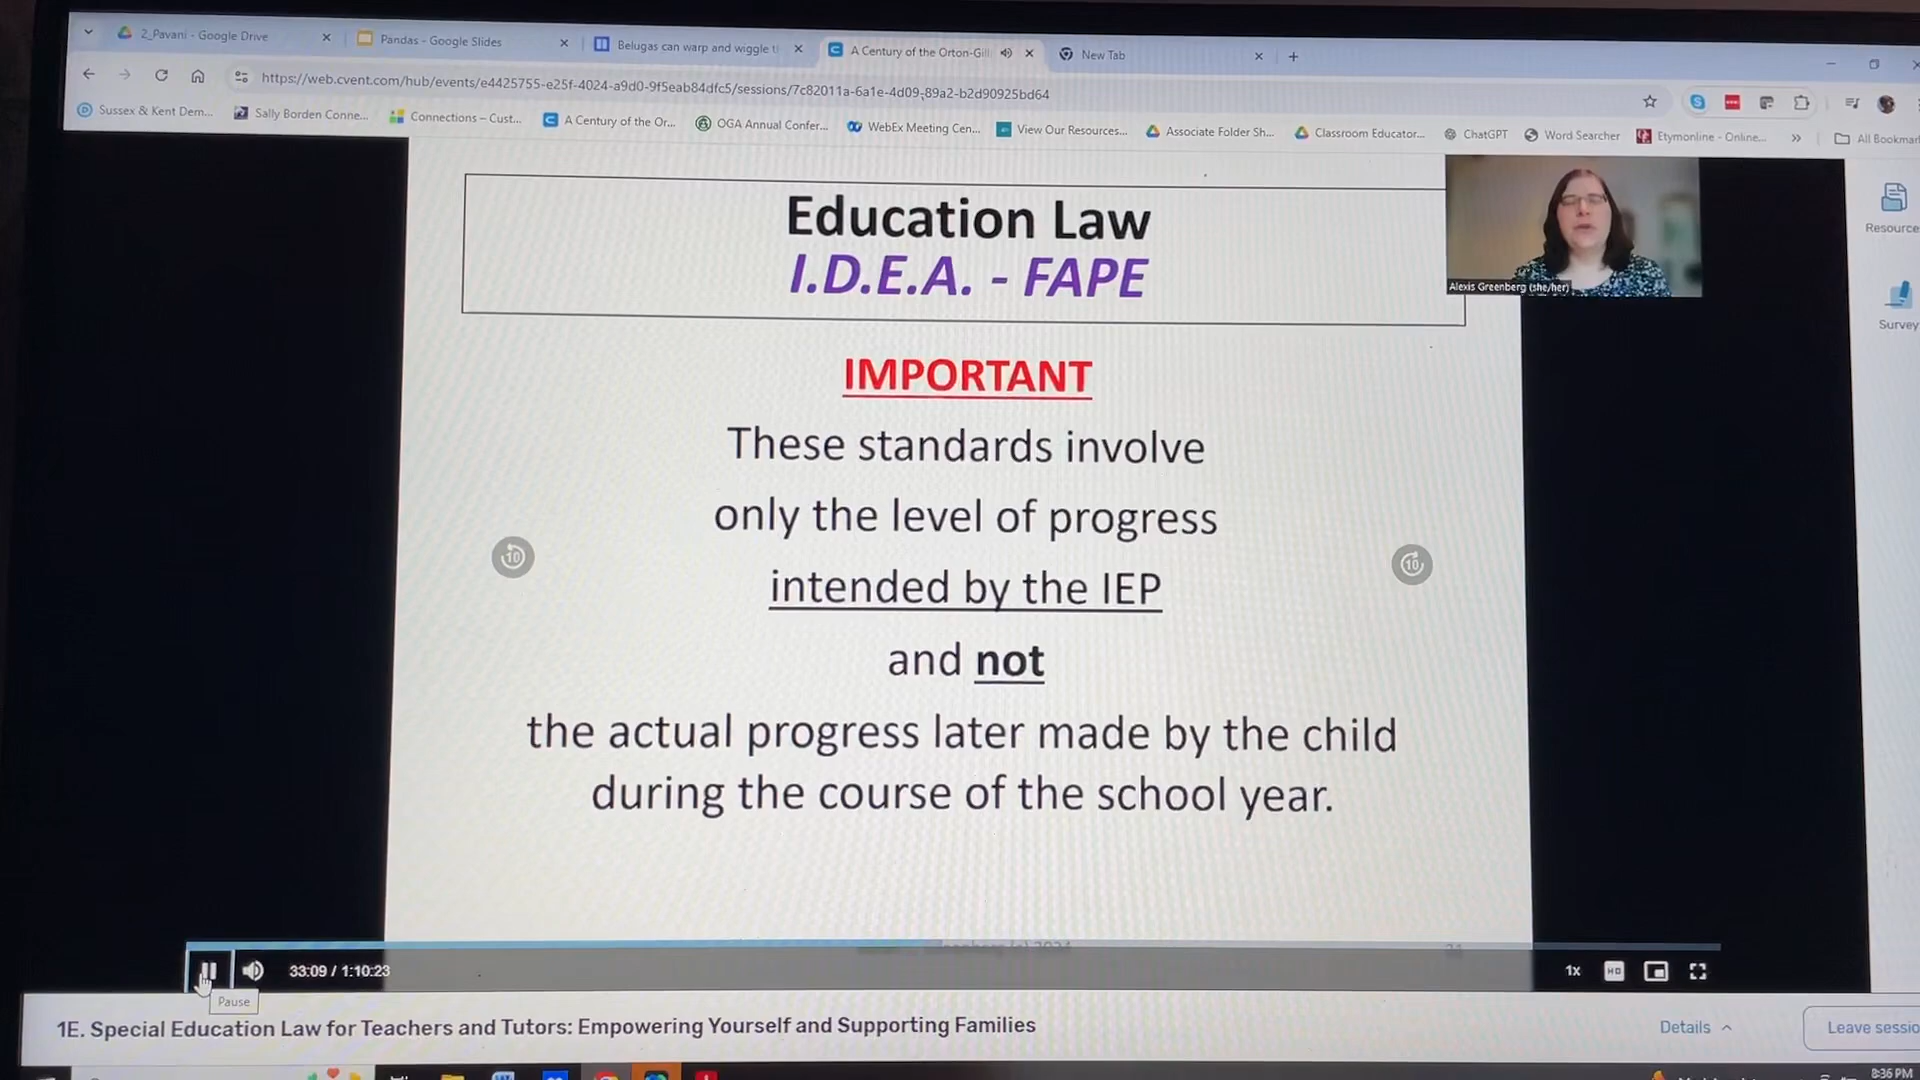 2_Pavani - Google Drive
Pandas - Google Slides
Belugas can warp and wiggle t
A Century of the Orton-Gill
New Tab
https://web.cvent.com/hub/events/e4425755-e25f-4024-a9d0-9f5eab84dfc5/sessions/7c82011a-6a1e-4d09-89a2-b2d90925bd64
Sussex & Kent Dem...
Sally Borden Conne...
Connections – Cust...
A Century of the Or...
OGA Annual Confer...
WebEx Meeting Cen...
View Our Resources...
Associate Folder Sh...
Classroom Educator...
ChatGPT
Word Searcher
Etymonline - Online...
All Bookmar
Education Law
I.D.E.A. - FAPE
Alexis Greenberg (she/her)
Resource
Survey
IMPORTANT
These standards involve
only the level of progress
intended by the IEP
and not
the actual progress later made by the child
during the course of the school year.
10
10
33:09 / 1:10:23
1x
HD
Pause
1E. Special Education Law for Teachers and Tutors: Empowering Yourself and Supporting Families
Details
Leave sessio
8:36 PM